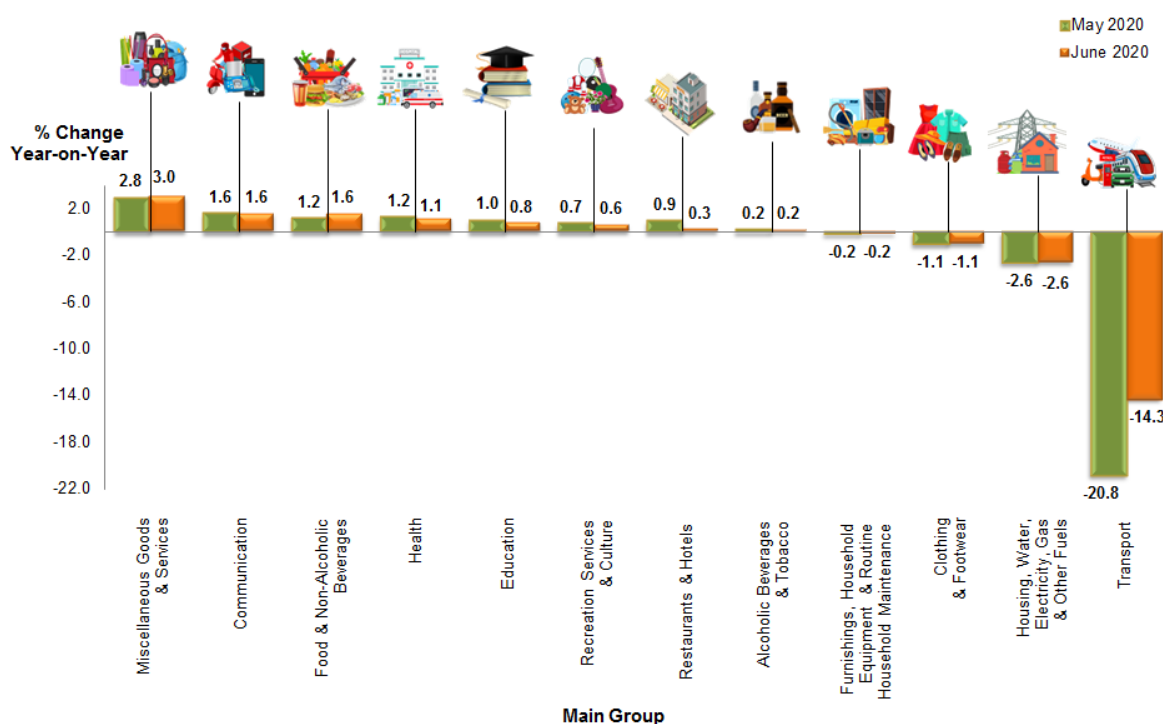 May 2020
June 2020
% Change
Year-on-Year
2.8 3.0
1.6 1.6
1.2 1.6
1.2 1.1
1.0 0.8
0.7 0.6
0.9 0.3
0.2 0.2
-0.2 -0.2
-1.1 -1.1
-2.6 -2.6
-20.8
-14.3
2.0
-2.0
-6.0
-10.0
-14.0
-18.0
-22.0
Miscellaneous Goods
& Services
Communication
Food & Non-Alcoholic
Beverages
Health
Education
Recreation Services
& Culture
Restaurants & Hotels
Alcoholic Beverages
& Tobacco
Furnishings, Household
Equipment & Routine
Household Maintenance
Clothing
& Footwear
Housing, Water,
Electricity, Gas
& Other Fuels
Transport
Main Group